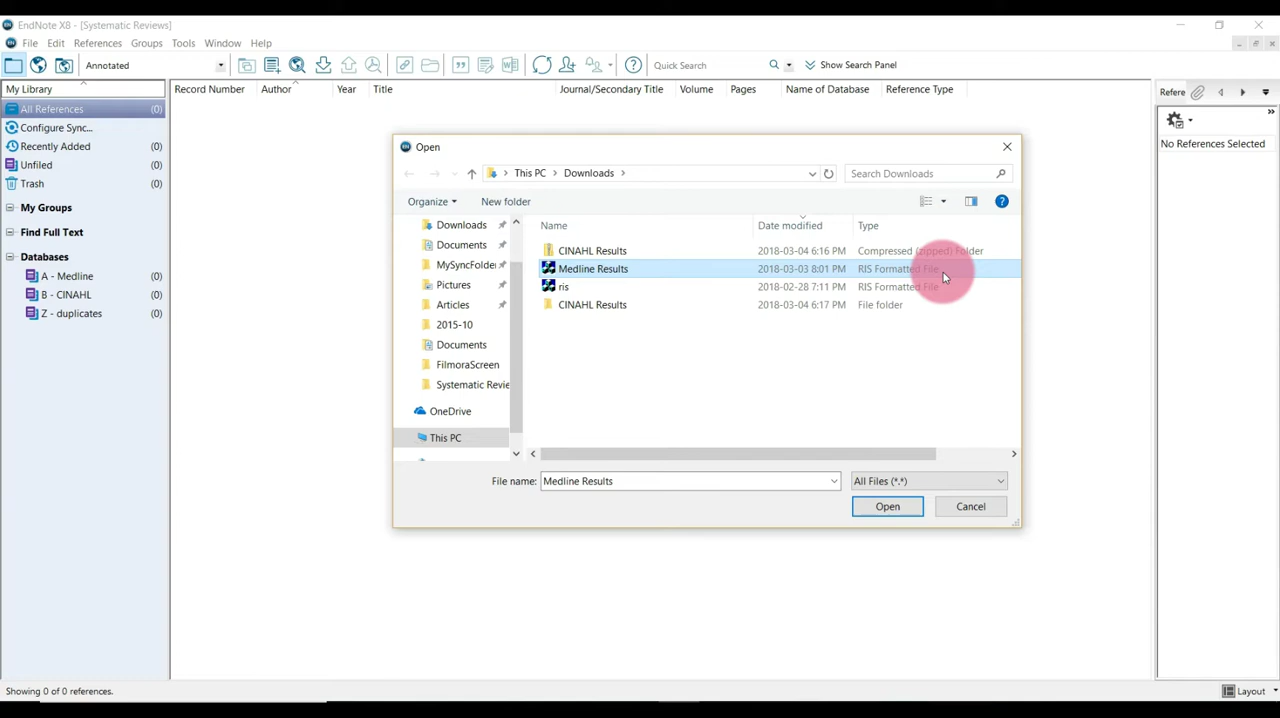 EndNote X8 - [Systematic Reviews]
File Edit References Groups Tools Window Help
Annotated Quick Search Show Search Panel
My Library Record Number Author Year Title Journal/Secondary Title Volume Pages Name of Database Reference Type Refere
All References (0)
Configure Sync...
Recently Added (0)
Unfiled (0)
Trash (0)
My Groups
Find Full Text
Databases
A - Medline (0)
B - CINAHL (0)
Z - duplicates (0)
No References Selected
EN Open
This PC > Downloads > Search Downloads
Organize New folder
Name Date modified Type
CINAHL Results 2018-03-04 6:16 PM Compressed (zipped) Folder
Medline Results 2018-03-03 8:01 PM RIS Formatted File
ris 2018-02-28 7:11 PM RIS Formatted File
CINAHL Results 2018-03-04 6:17 PM File folder
Downloads
Documents
MySyncFolder
Pictures
Articles
2015-10
Documents
FilmoraScreen
Systematic Revie
OneDrive
This PC
File name: Medline Results All Files (*.*)
Open Cancel
Showing 0 of 0 references. Layout